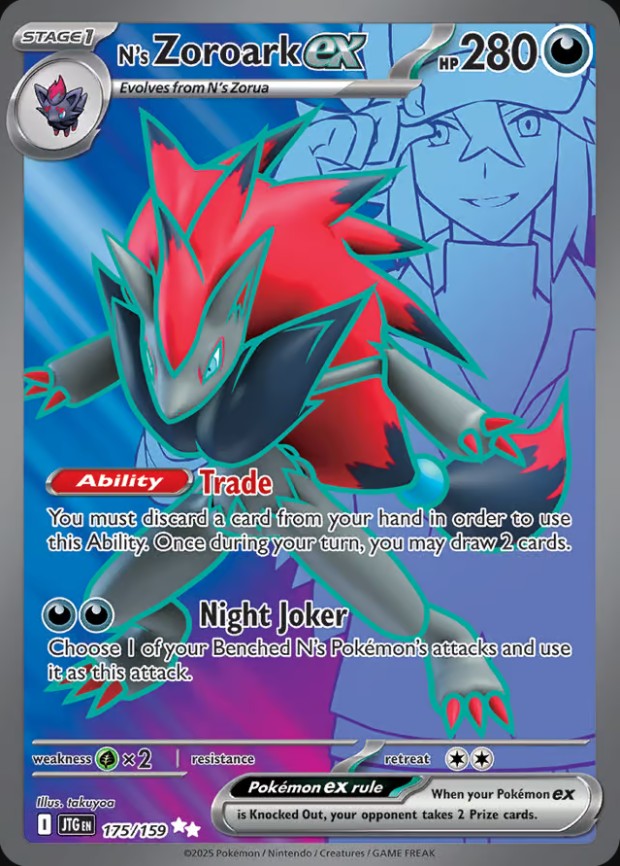 STAGE 1
N's Zoroark ex
HP 280
Evolves from N's Zorua
Ability Trade
You must discard a card from your hand in order to use
this Ability. Once during your turn, you may draw 2 cards.
Night Joker
Choose 1 of your Benched N's Pokémon's attacks and use
it as this attack.
weakness ×2 resistance retreat
Pokémon ex rule When your Pokémon ex
is Knocked Out, your opponent takes 2 Prize cards.
Illus. takuyoa
I JTG EN 175/159
©2025 Pokémon / Nintendo / Creatures / GAME FREAK